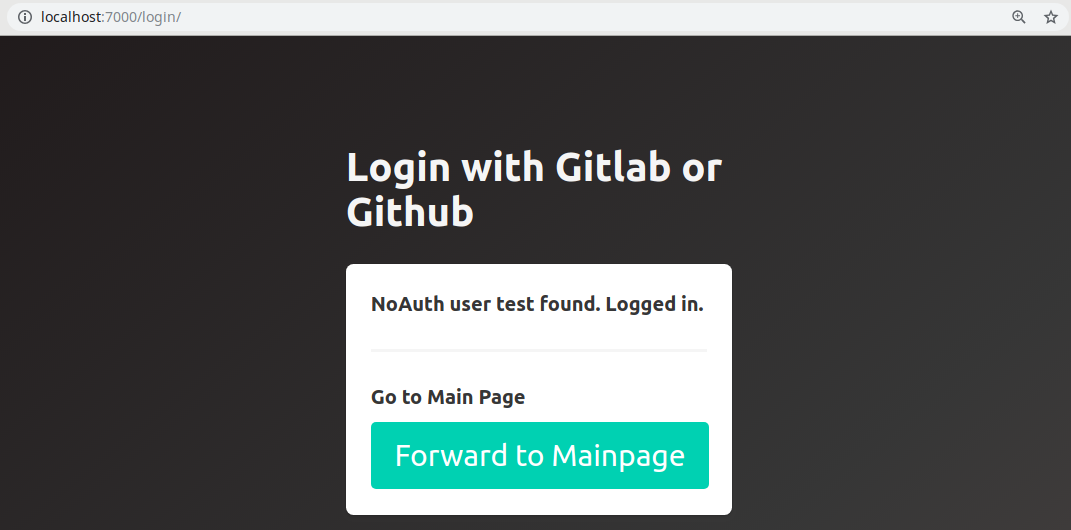 localhost:7000/login/
Login with Gitlab or
Github
NoAuth user test found. Logged in.
Go to Main Page
Forward to Mainpage